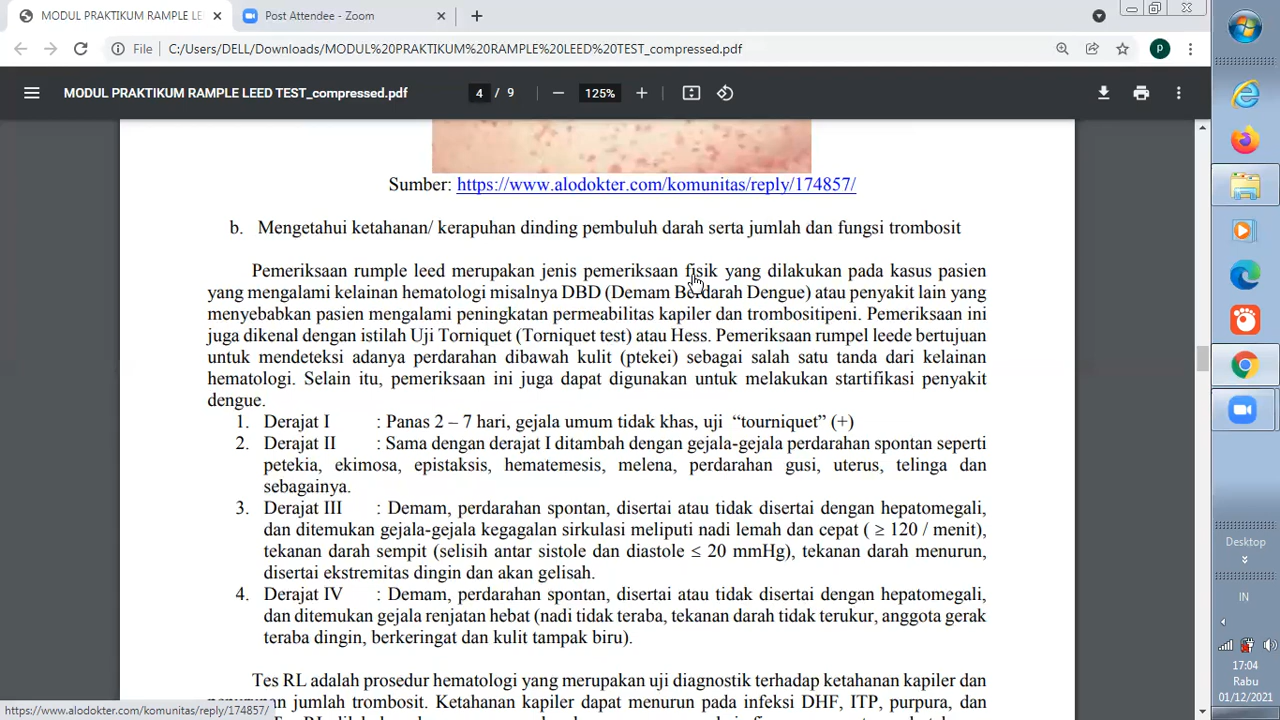 MODUL PRAKTIKUM RAMPLE LE
Post Attendee - Zoom
File
C:/Users/DELL/Downloads/MODUL%20PRAKTIKUM%20RAMPLE%20LEED%20TEST_compressed.pdf
MODUL PRAKTIKUM RAMPLE LEED TEST_compressed.pdf
4 / 9
125%
Sumber: https://www.alodokter.com/komunitas/reply/174857/
b. Mengetahui ketahanan/ kerapuhan dinding pembuluh darah serta jumlah dan fungsi trombosit
Pemeriksaan rumple leed merupakan jenis pemeriksaan fisik yang dilakukan pada kasus pasien
yang mengalami kelainan hematologi misalnya DBD (Demam Berdarah Dengue) atau penyakit lain yang
menyebabkan pasien mengalami peningkatan permeabilitas kapiler dan trombositipeni. Pemeriksaan ini
juga dikenal dengan istilah Uji Torniquet (Torniquet test) atau Hess. Pemeriksaan rumpel leede bertujuan
untuk mendeteksi adanya perdarahan dibawah kulit (ptekei) sebagai salah satu tanda dari kelainan
hematologi. Selain itu, pemeriksaan ini juga dapat digunakan untuk melakukan startifikasi penyakit
dengue.
1. Derajat I : Panas 2 – 7 hari, gejala umum tidak khas, uji “tourniquet” (+)
2. Derajat II : Sama dengan derajat I ditambah dengan gejala-gejala perdarahan spontan seperti
petekia, ekimosa, epistaksis, hematemesis, melena, perdarahan gusi, uterus, telinga dan
sebagainya.
3. Derajat III : Demam, perdarahan spontan, disertai atau tidak disertai dengan hepatomegali,
dan ditemukan gejala-gejala kegagalan sirkulasi meliputi nadi lemah dan cepat ( ≥ 120 / menit),
tekanan darah sempit (selisih antar sistole dan diastole ≤ 20 mmHg), tekanan darah menurun,
disertai ekstremitas dingin dan akan gelisah.
4. Derajat IV : Demam, perdarahan spontan, disertai atau tidak disertai dengan hepatomegali,
dan ditemukan gejala renjatan hebat (nadi tidak teraba, tekanan darah tidak terukur, anggota gerak
teraba dingin, berkeringat dan kulit tampak biru).
Tes RL adalah prosedur hematologi yang merupakan uji diagnostik terhadap ketahanan kapiler dan
jumlah trombosit. Ketahanan kapiler dapat menurun pada infeksi DHF, ITP, purpura, dan
https://www.alodokter.com/komunitas/reply/174857/
P
Desktop
IN
17:04
Rabu
01/12/2021